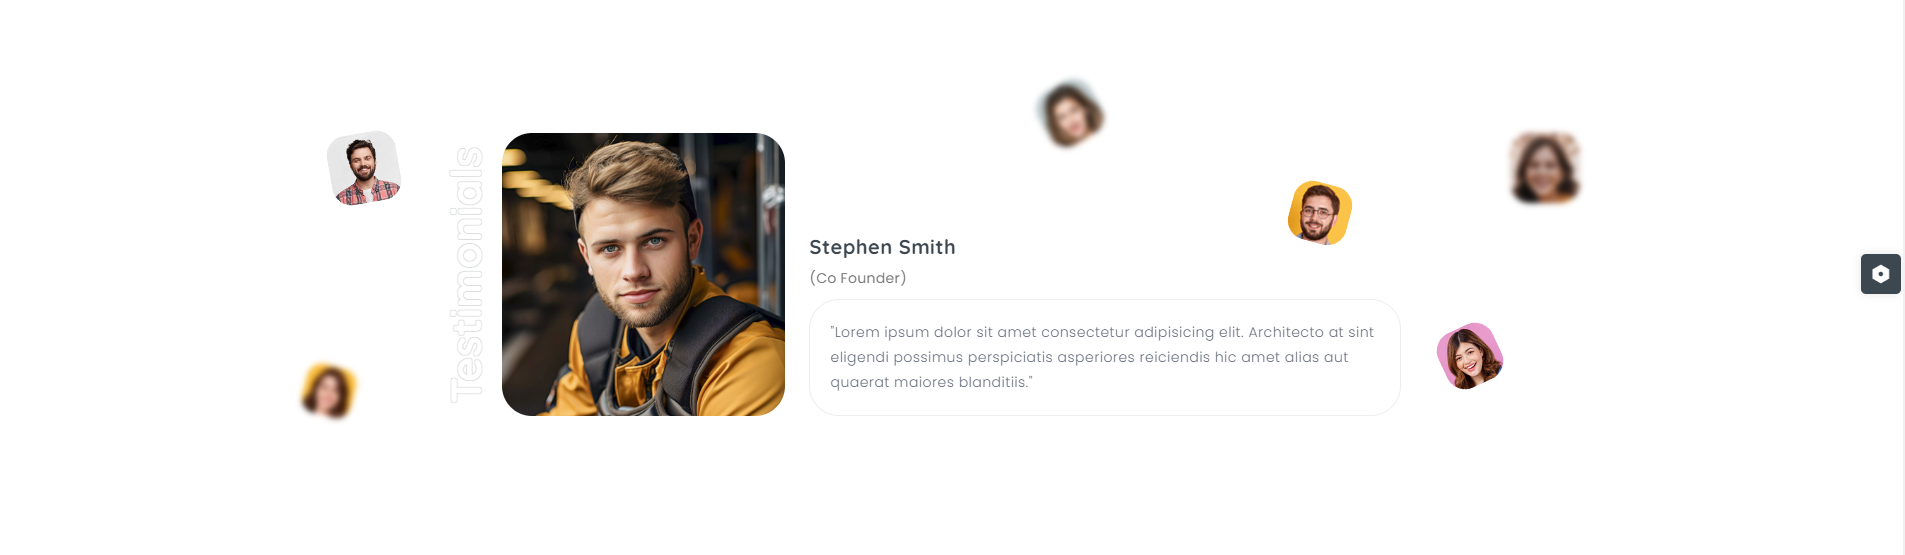 Testimonials
Stephen Smith
(Co Founder)
"Lorem ipsum dolor sit amet consectetur adipisicing elit. Architecto at sint
eligendi possimus perspiciatis asperiores reiciendis hic amet alias aut
quaerat maiores blanditiis."